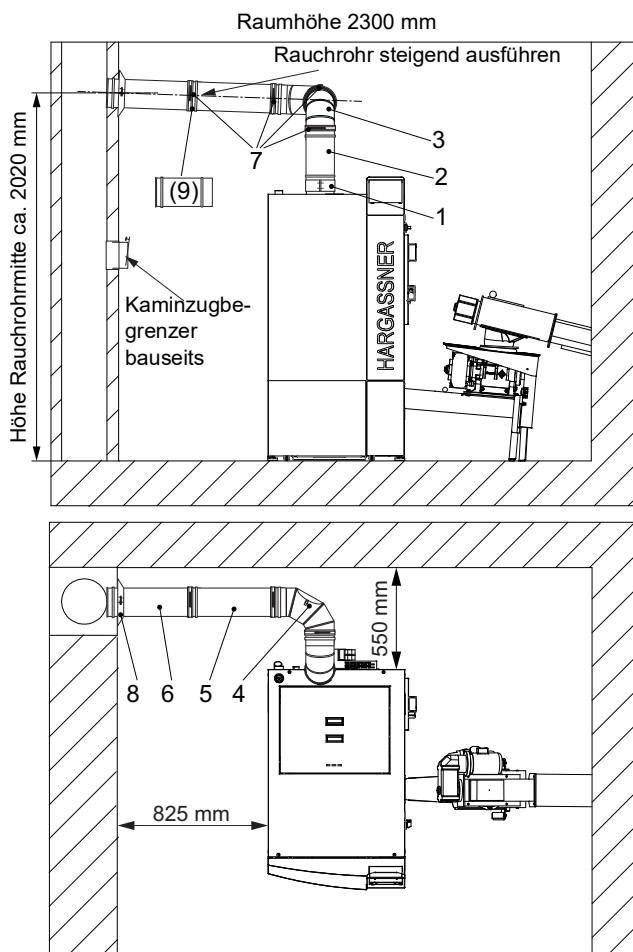 Raumhöhe 2300 mm
Rauchrohr steigend ausführen
3
7
2
(9)
1
Höhe Rauchrohrmitte ca. 2020 mm
Kaminzugbe-
grenzer
bauseits
HARGASSNER
550 mm
8 6 5 4
825 mm